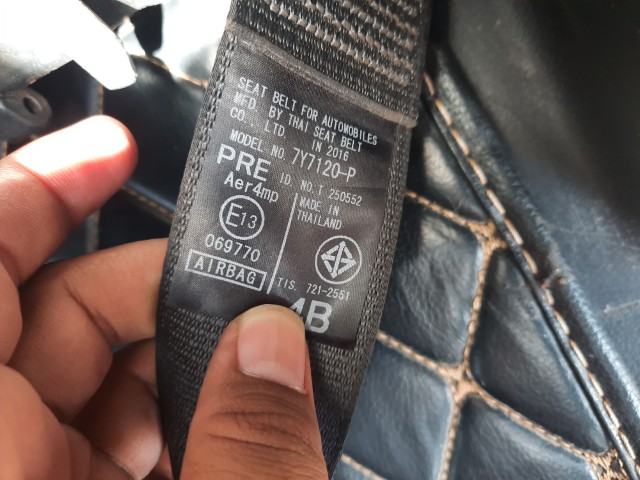 SEAT BELT FOR AUTOMOBILES
MFD. BY THAI SEAT BELT
CO. LTD. IN 2016
MODEL NO. 7Y7120-P
PRE ID. NO. T 250552
Aer4mp
MADE IN
THAILAND
E13
069770
AIRBAG
TIS. 721-2551
4B